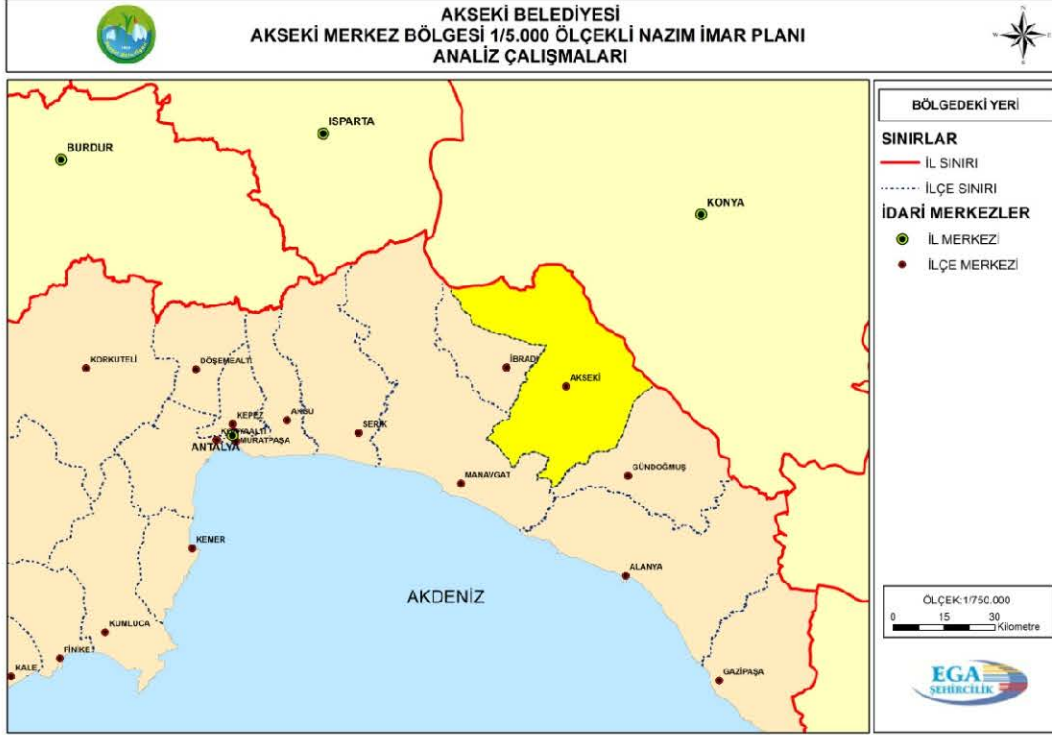 AKSEKİ BELEDİYESİ
AKSEKİ MERKEZ BÖLGESİ 1/5.000 ÖLÇEKLİ NAZIM İMAR PLANI
ANALİZ ÇALIŞMALARI
BÖLGEDEKİ YERİ
SINIRLAR
İL SINIRI
İLÇE SINIRI
İDARİ MERKEZLER
İL MERKEZİ
İLÇE MERKEZİ
ISPARTA
BURDUR
KONYA
KORKUTELİ
DÖŞEMEALTI
İBRADI
AKSEKİ
KEPEZ
AKSU
SERİK
KONYAALTI
MURATPAŞA
ANTALYA
MANAVGAT
GÜNDOĞMUŞ
KEMER
ALANYA
AKDENİZ
KUMLUCA
FİNİKE
KALE
GAZİPAŞA
ÖLÇEK:1/750.000
0 15 30
Kilometre
EGA
ŞEHİRCİLİK